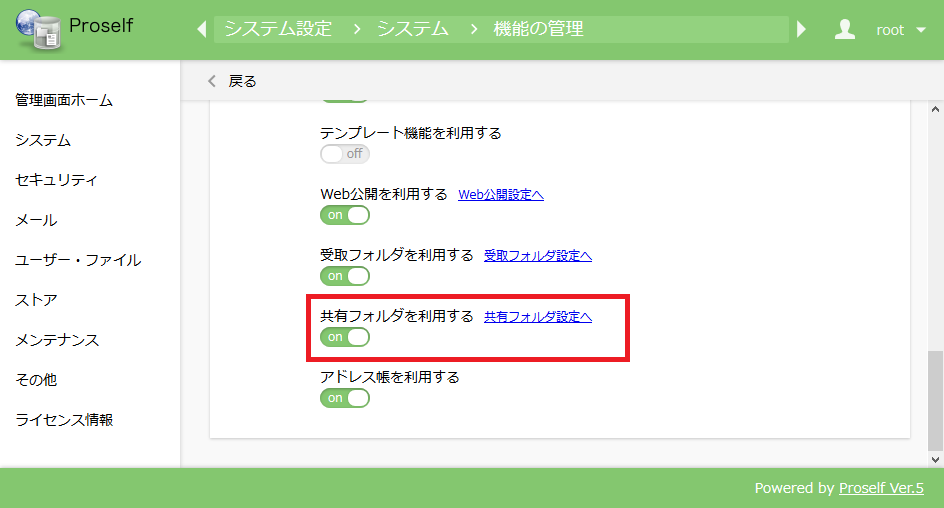 Proself
システム設定 > システム > 機能の管理
root
戻る
管理画面ホーム
システム
セキュリティ
メール
ユーザー・ファイル
ストア
メンテナンス
その他
ライセンス情報
テンプレート機能を利用する
off
Web公開を利用する Web公開設定へ
on
受取フォルダを利用する 受取フォルダ設定へ
on
共有フォルダを利用する 共有フォルダ設定へ
on
アドレス帳を利用する
on
Powered by Proself Ver.5